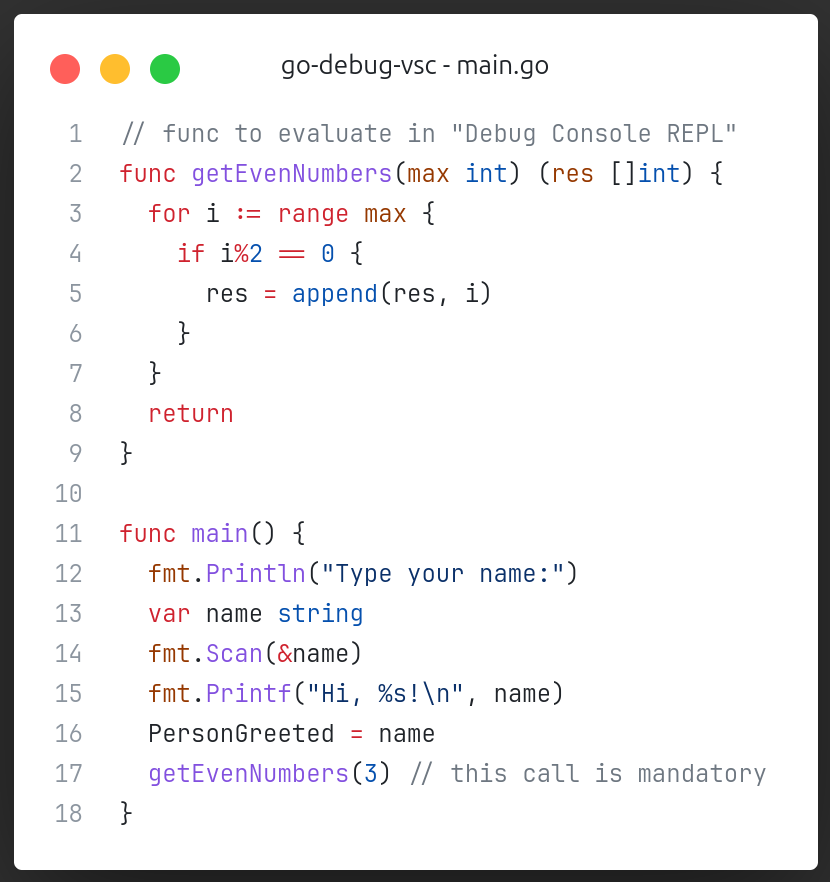 go-debug-vsc - main.go
1 // func to evaluate in "Debug Console REPL"
2 func getEvenNumbers(max int) (res []int) {
3   for i := range max {
4     if i%2 == 0 {
5       res = append(res, i)
6     }
7   }
8   return
9 }
10
11 func main() {
12   fmt.Println("Type your name:")
13   var name string
14   fmt.Scan(&name)
15   fmt.Printf("Hi, %s!\n", name)
16   PersonGreeted = name
17   getEvenNumbers(3) // this call is mandatory
18 }